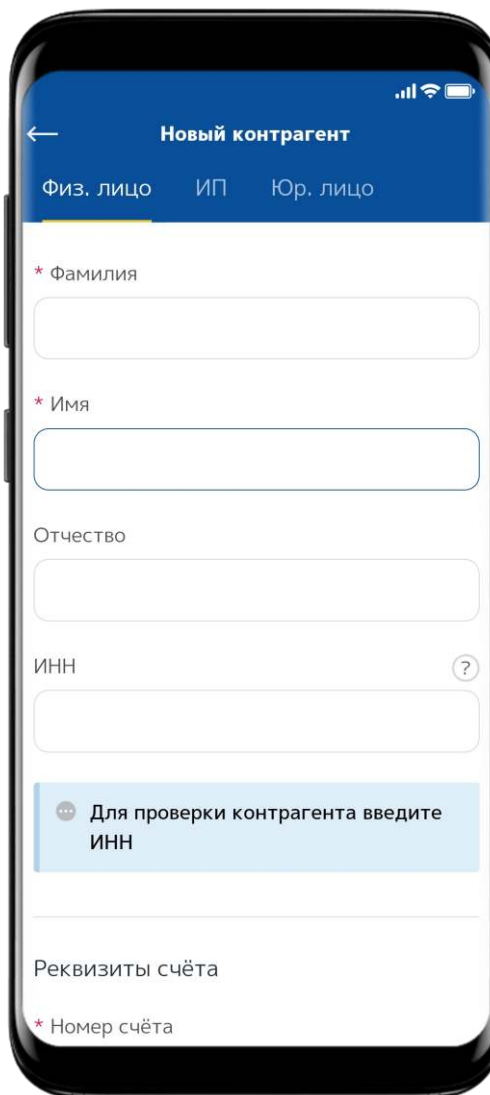 Новый контрагент
Физ. лицо ИП Юр. лицо
* Фамилия
* Имя
Отчество
ИНН ?
Для проверки контрагента введите
ИНН
Реквизиты счёта
* Номер счёта